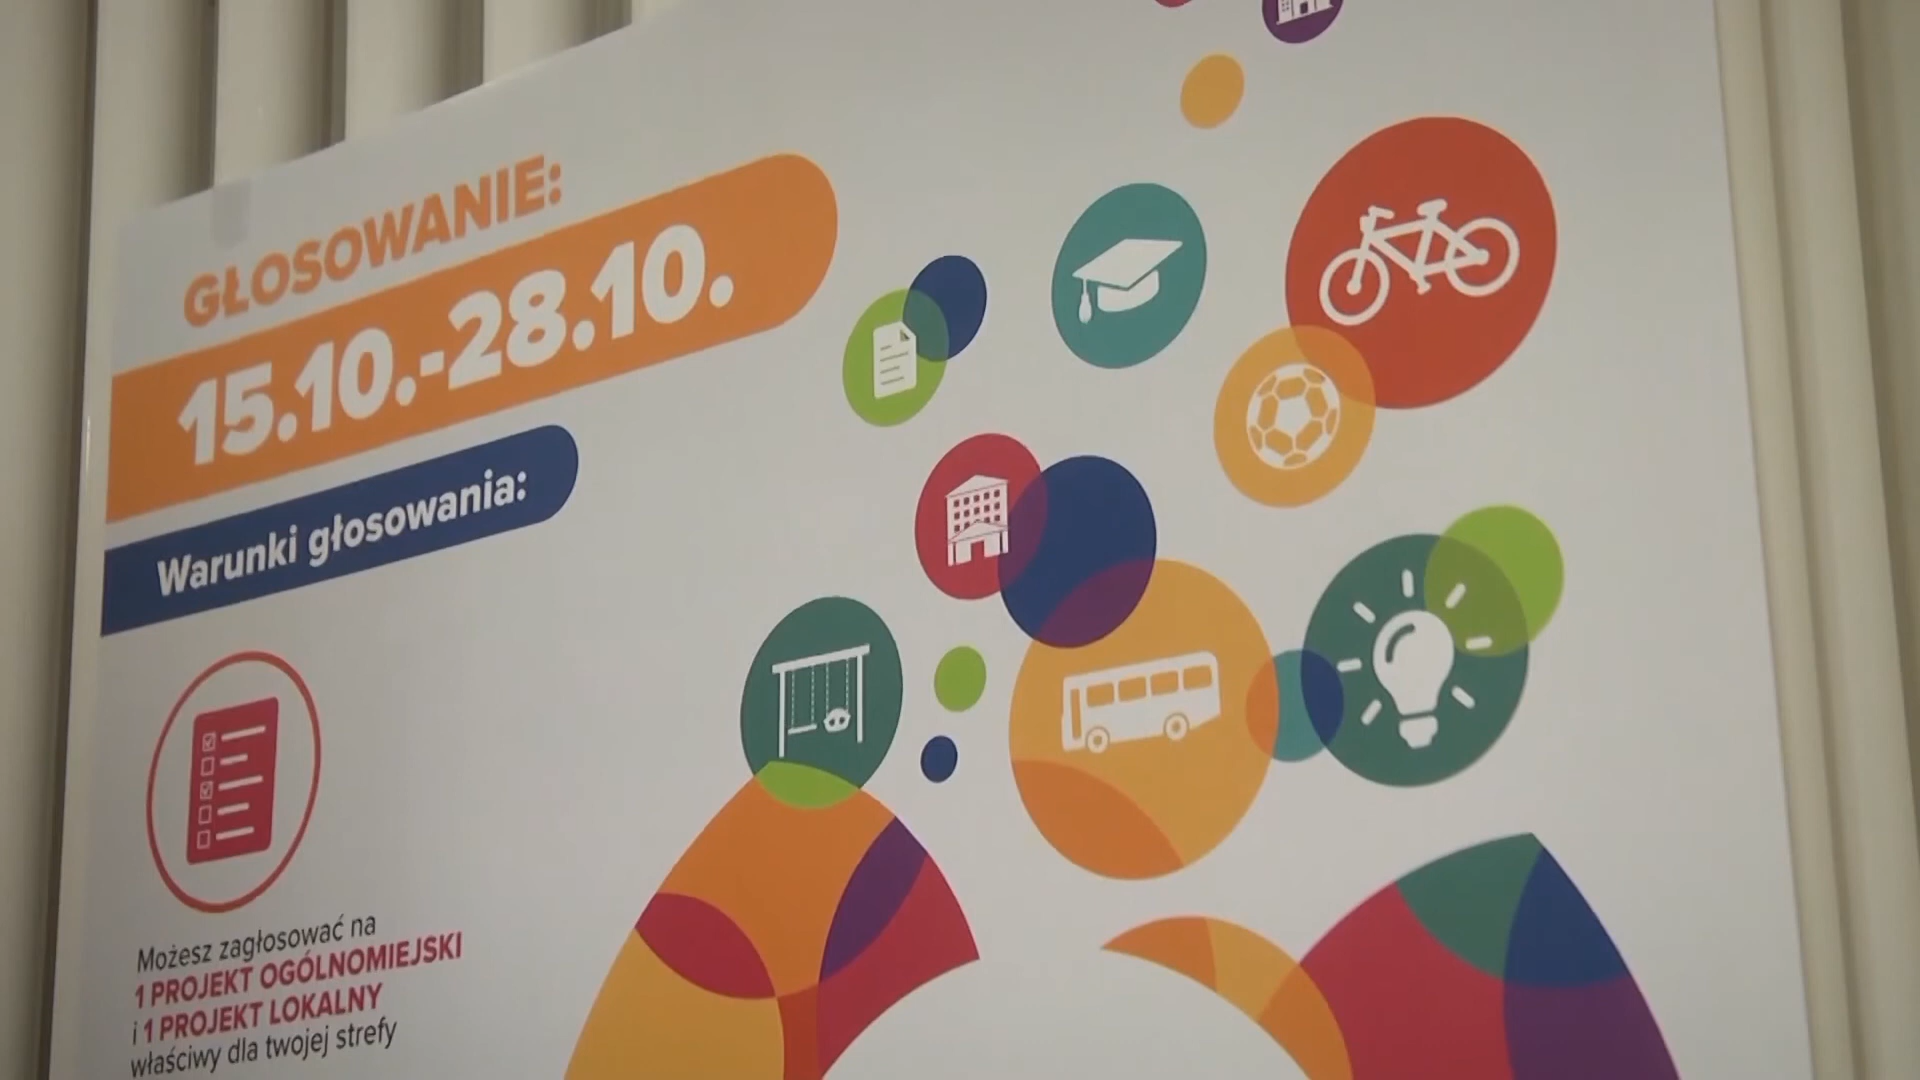 GŁOSOWANIE:
15.10.-28.10.
Warunki głosowania:
Możesz zagłosować na
1 PROJEKT OGÓLNOMIEJSKI
i 1 PROJEKT LOKALNY
właściwy dla twojej strefy